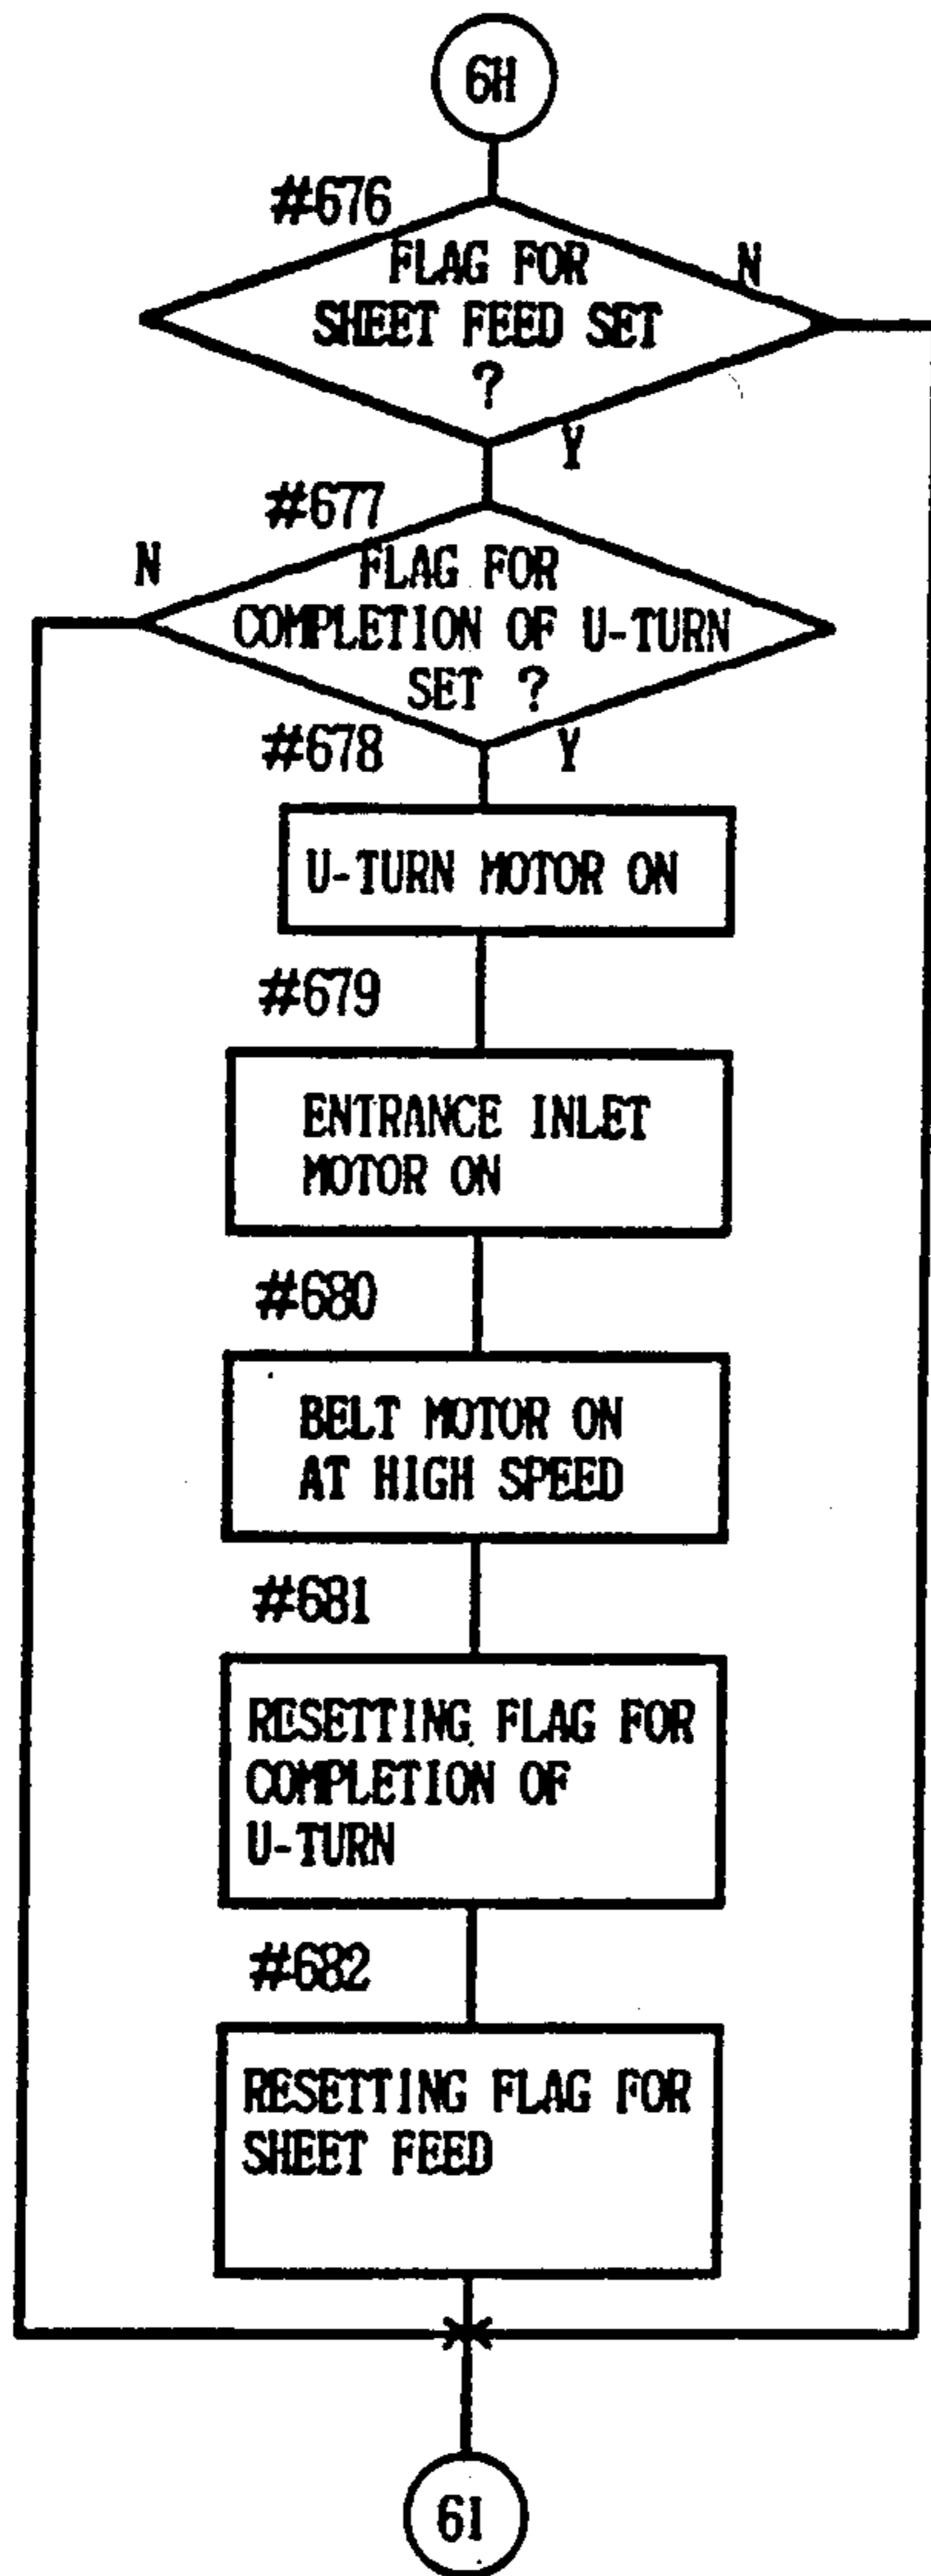 6H
#676
FLAG FOR
SHEET FEED SET
?
N
Y
#677
N
FLAG FOR
COMPLETION OF U-TURN
SET ?
Y
#678
U-TURN MOTOR ON
#679
ENTRANCE INLET
MOTOR ON
#680
BELT MOTOR ON
AT HIGH SPEED
#681
RESETTING FLAG FOR
COMPLETION OF
U-TURN
#682
RESETTING FLAG FOR
SHEET FEED
6I